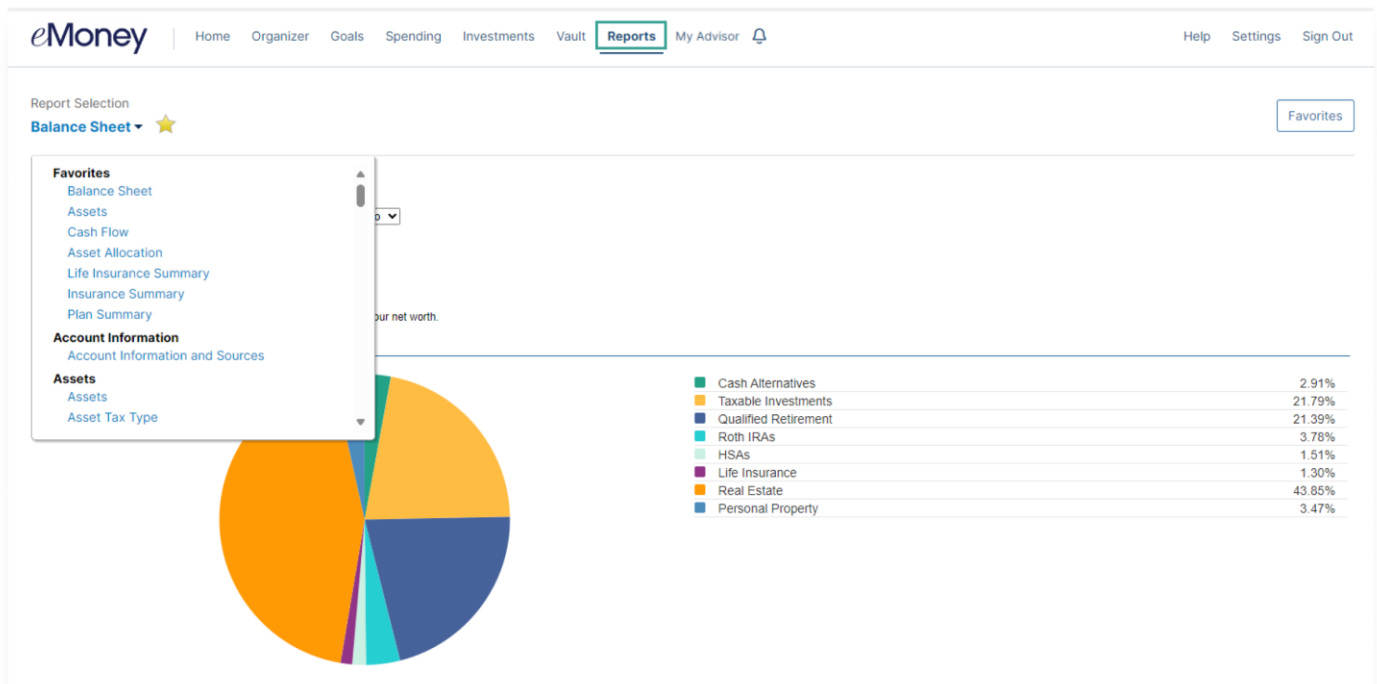 eMoney Home Organizer Goals Spending Investments Vault Reports My Advisor Help Settings Sign Out
Report Selection
Balance Sheet
Favorites
Favorites
Balance Sheet
Assets
Cash Flow
Asset Allocation
Life Insurance Summary
Insurance Summary
Plan Summary
net worth.
Account Information
Account Information and Sources
Assets
Assets
Asset Tax Type
Cash Alternatives 2.91%
Taxable Investments 21.79%
Qualified Retirement 21.39%
Roth IRAs 3.78%
HSAs 1.51%
Life Insurance 1.30%
Real Estate 43.85%
Personal Property 3.47%